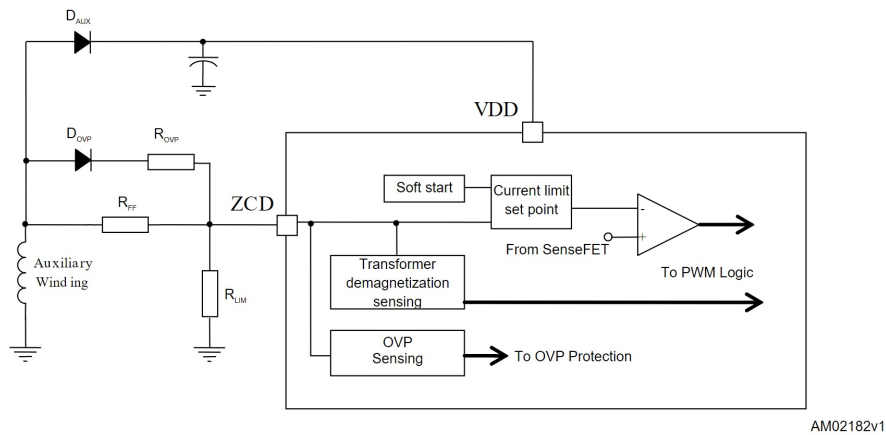 DAUX
VDD
DOVP
ROVP
ZCD
Soft start
Current limit
set point
-
RFF
From SenseFET
+
To PWM Logic
Auxiliary
Winding
Transformer
demagnetization
sensing
RLIM
OVP
Sensing
To OVP Protection
AM02182v1